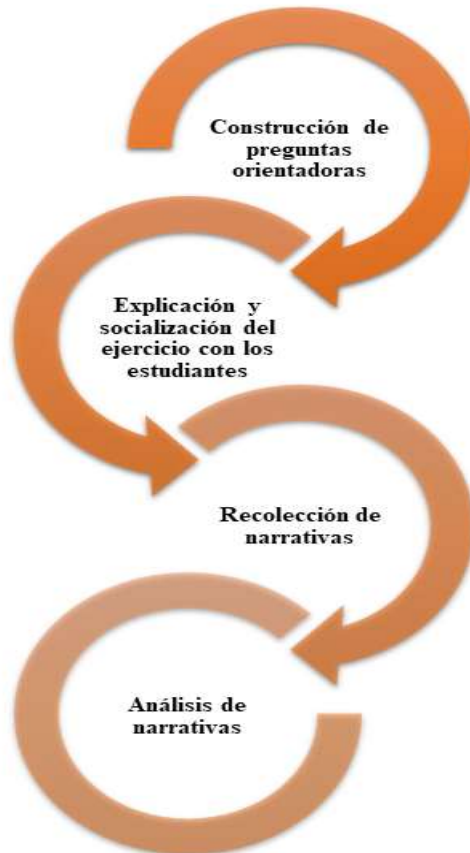 Construcción de
preguntas
orientadoras
Explicación y
socialización del
ejercicio con los
estudiantes
Recolección de
narrativas
Análisis de
narrativas